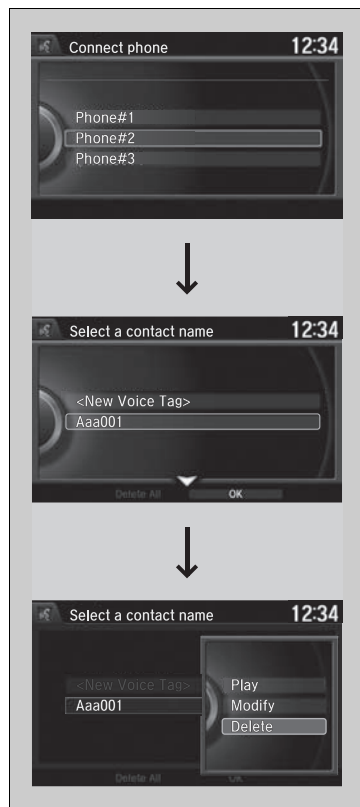 Connect phone 12:34
Phone#1
Phone#2
Phone#3
Select a contact name 12:34
<New Voice Tag>
Aaa001
Delete All OK
Select a contact name 12:34
<New Voice Tag> Play
Aaa001 Modify
Delete
Delete All OK